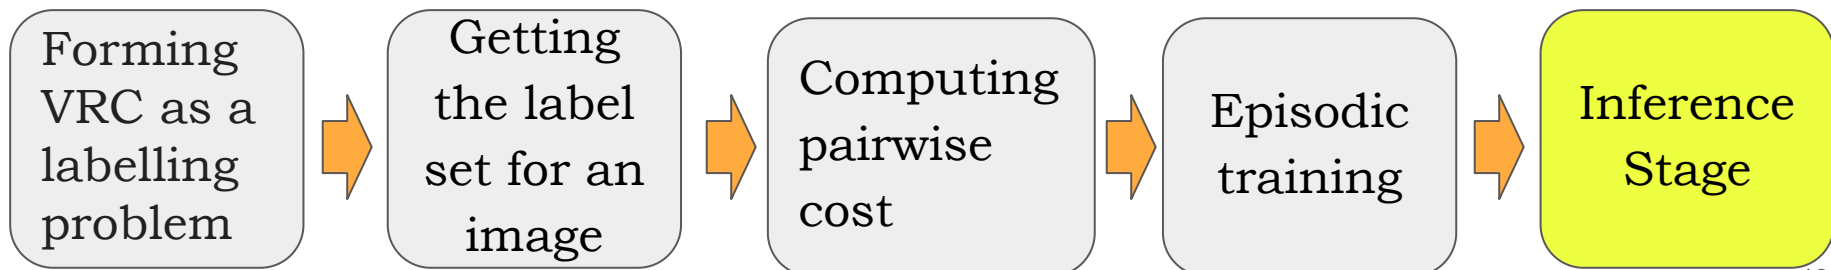 Forming
VRC as a
labelling
problem
Getting
the label
set for an
image
Computing
pairwise
cost
Episodic
training
Inference
Stage